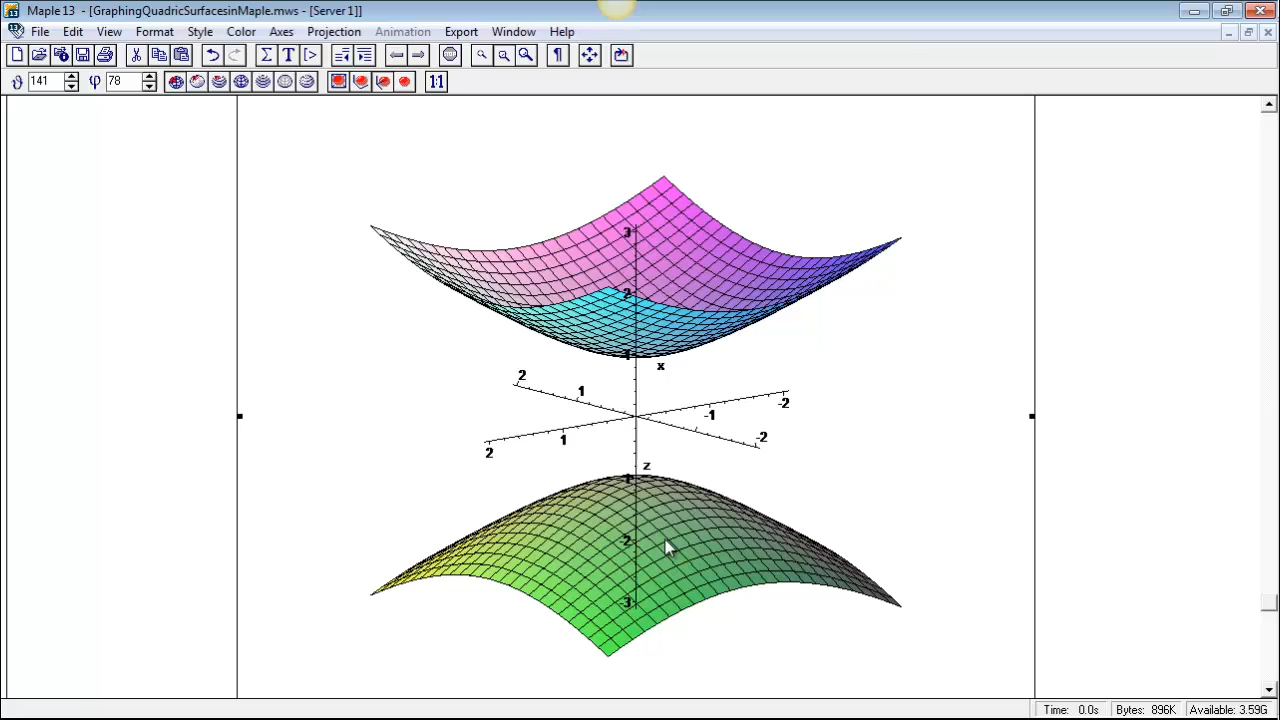 Maple 13 - [GraphingQuadricSurfacesinMaple.mws - [Server 1]]
File Edit View Format Style Color Axes Projection Animation Export Window Help
ϑ 141 φ 78 1:1
3
2
1
x
2
1
-2
-1
1
-2
2
z
-2
-3
Time: 0.0s Bytes: 896K Available: 3.59G